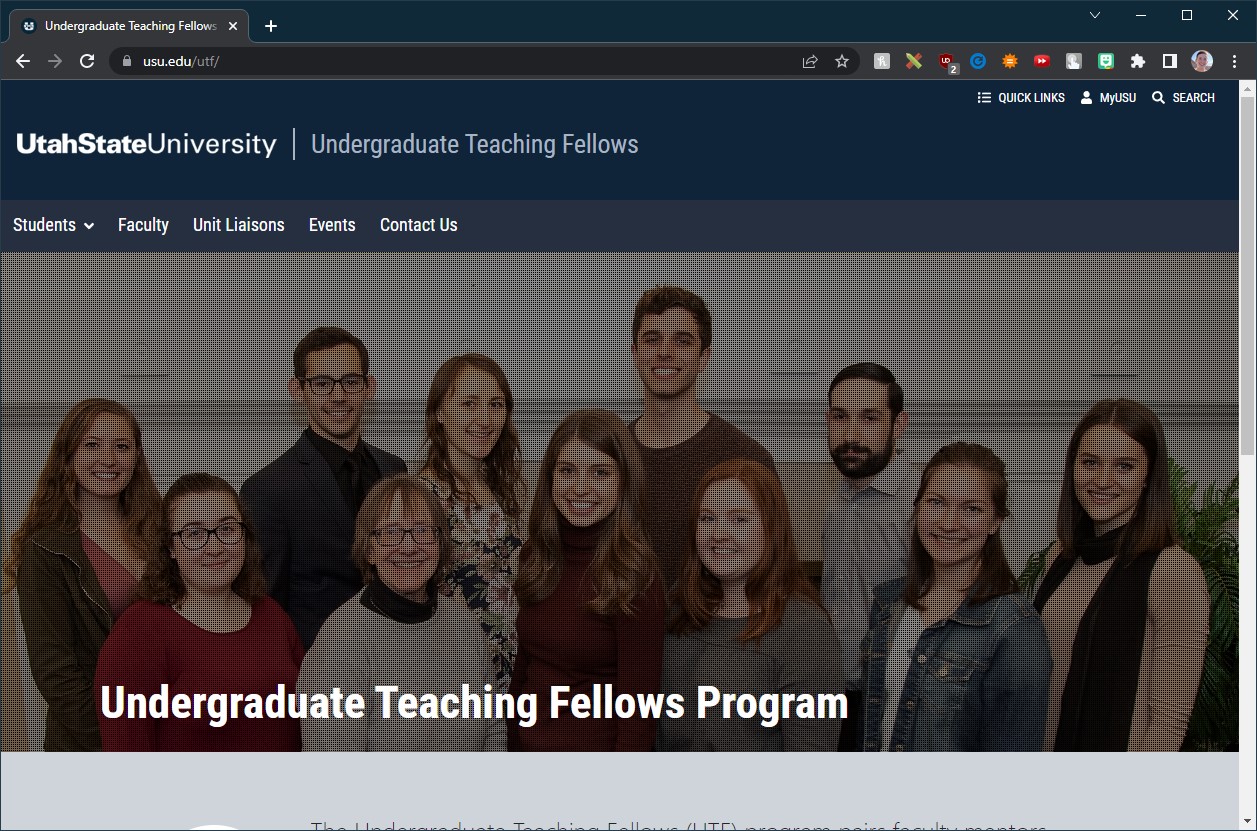 Undergraduate Teaching Fellows
usu.edu/utf/
2
QUICK LINKS MyUSU SEARCH
UtahStateUniversity Undergraduate Teaching Fellows
Students Faculty Unit Liaisons Events Contact Us
Undergraduate Teaching Fellows Program
The Undergraduate Teaching Fellows (UTF) program pairs faculty mentors